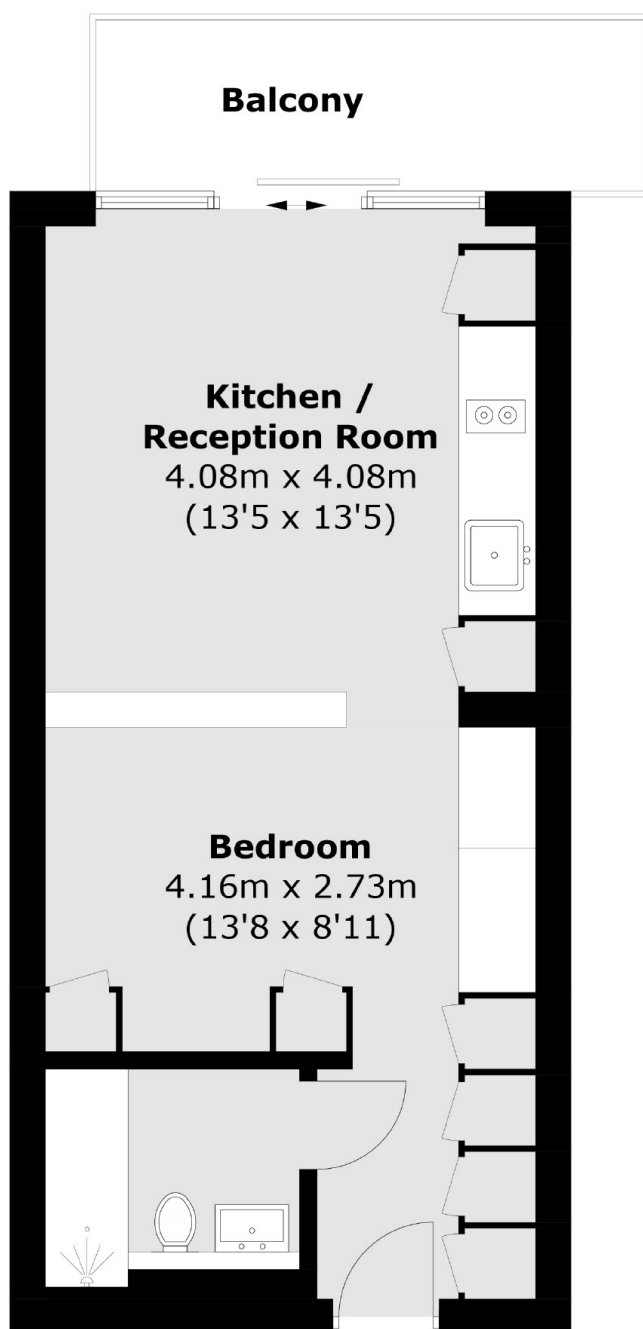 Balcony
Kitchen /
Reception Room
4.08m x 4.08m
(13'5 x 13'5)
Bedroom
4.16m x 2.73m
(13'8 x 8'11)